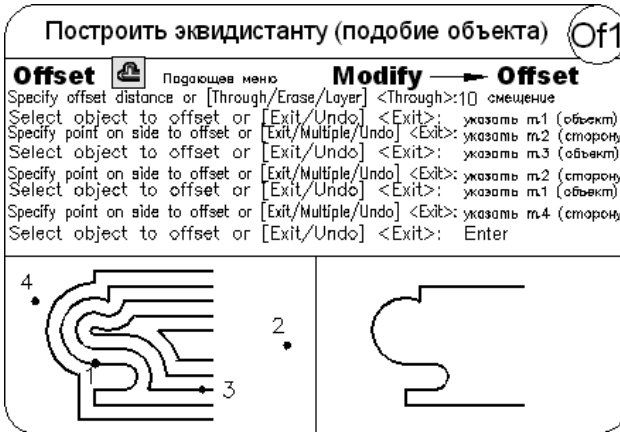 Построить эквидистанту (подобие объекта) Of1
Offset Падающее меню Modify Offset
Specify offset distance or [Through/Erase/Layer] <Through>:10 смещение
Select object to offset or [Exit/Undo] <Exit>: указать т.1 (объект)
Specify point on side to offset or [Exit/Multiple/Undo] <Exit>: указать т.2 (сторону
Select object to offset or [Exit/Undo] <Exit>: указать т.3 (объект)
Specify point on side to offset or [Exit/Multiple/Undo] <Exit>: указать т.2 (сторону
Select object to offset or [Exit/Undo] <Exit>: указать т.1 (объект)
Specify point on side to offset or [Exit/Multiple/Undo] <Exit>: указать т.4 (сторону
Select object to offset or [Exit/Undo] <Exit>: Enter
4
2
1
3